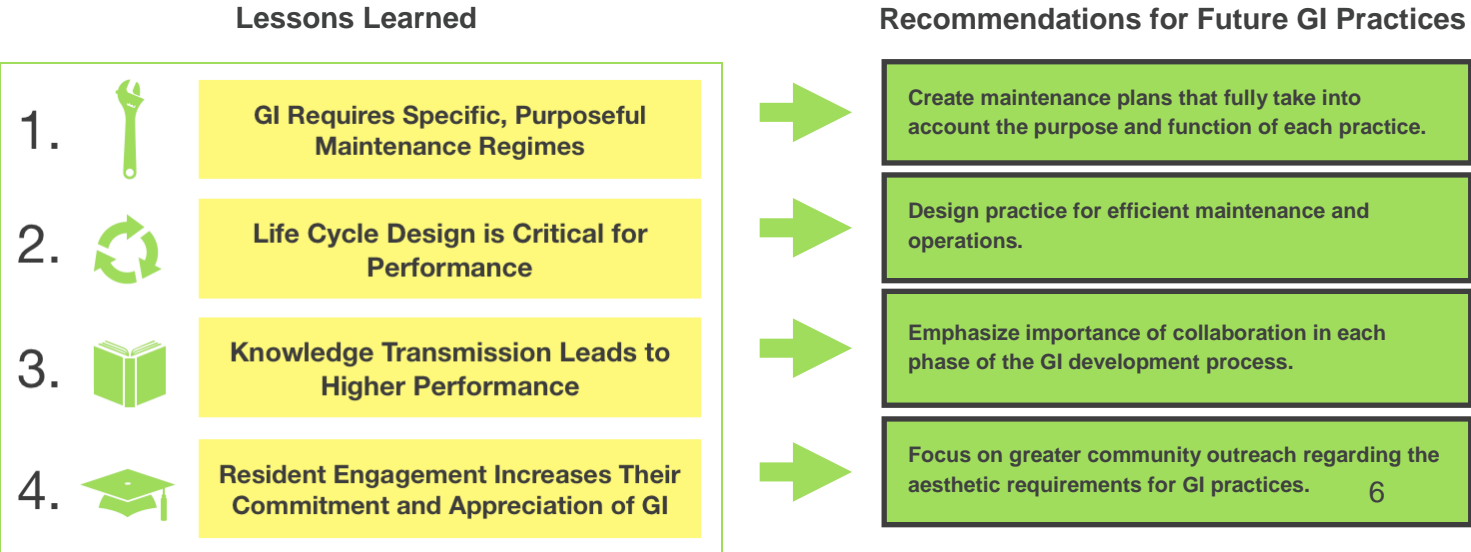 Lessons Learned
Recommendations for Future GI Practices
1.
GI Requires Specific, Purposeful
Maintenance Regimes
Create maintenance plans that fully take into
account the purpose and function of each practice.
2.
Life Cycle Design is Critical for
Performance
Design practice for efficient maintenance and
operations.
3.
Knowledge Transmission Leads to
Higher Performance
Emphasize importance of collaboration in each
phase of the GI development process.
4.
Resident Engagement Increases Their
Commitment and Appreciation of GI
Focus on greater community outreach regarding the
aesthetic requirements for GI practices.
6